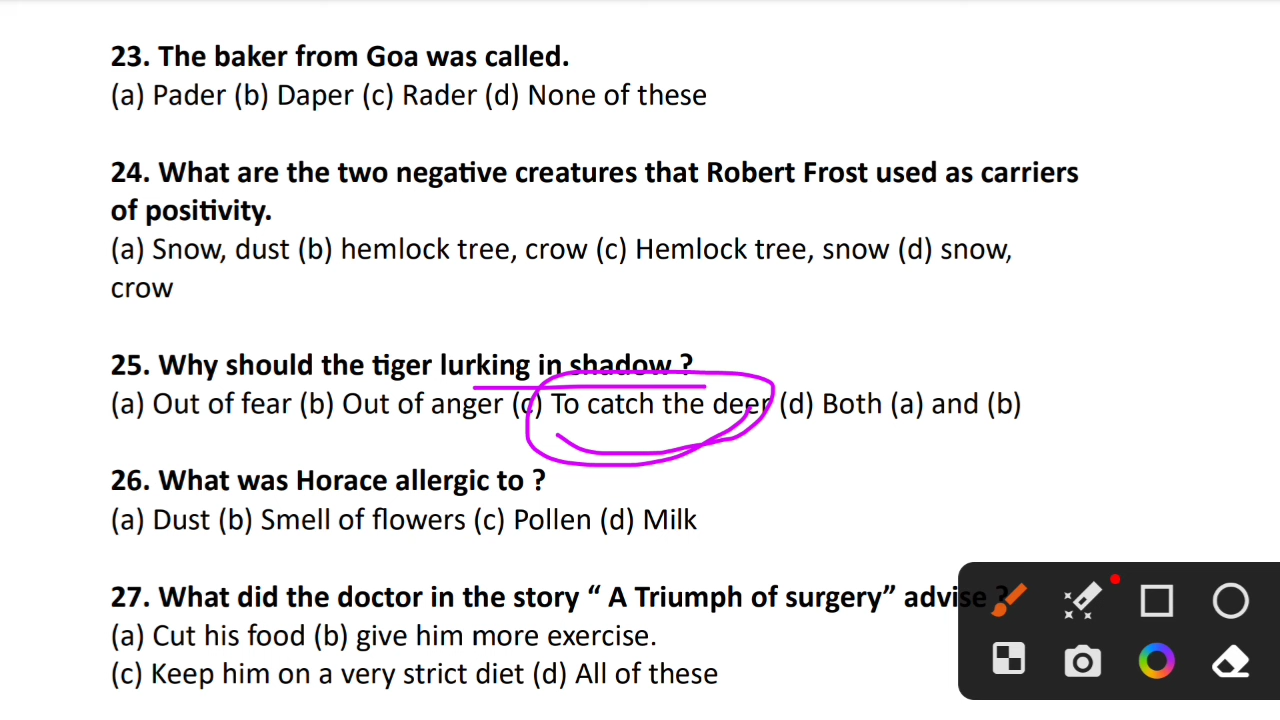 23. The baker from Goa was called.
(a) Pader (b) Daper (c) Rader (d) None of these
24. What are the two negative creatures that Robert Frost used as carriers
of positivity.
(a) Snow, dust (b) hemlock tree, crow (c) Hemlock tree, snow (d) snow,
crow
25. Why should the tiger lurking in shadow ?
(a) Out of fear (b) Out of anger (c) To catch the deer (d) Both (a) and (b)
26. What was Horace allergic to ?
(a) Dust (b) Smell of flowers (c) Pollen (d) Milk
27. What did the doctor in the story “ A Triumph of surgery” advise ?
(a) Cut his food (b) give him more exercise.
(c) Keep him on a very strict diet (d) All of these